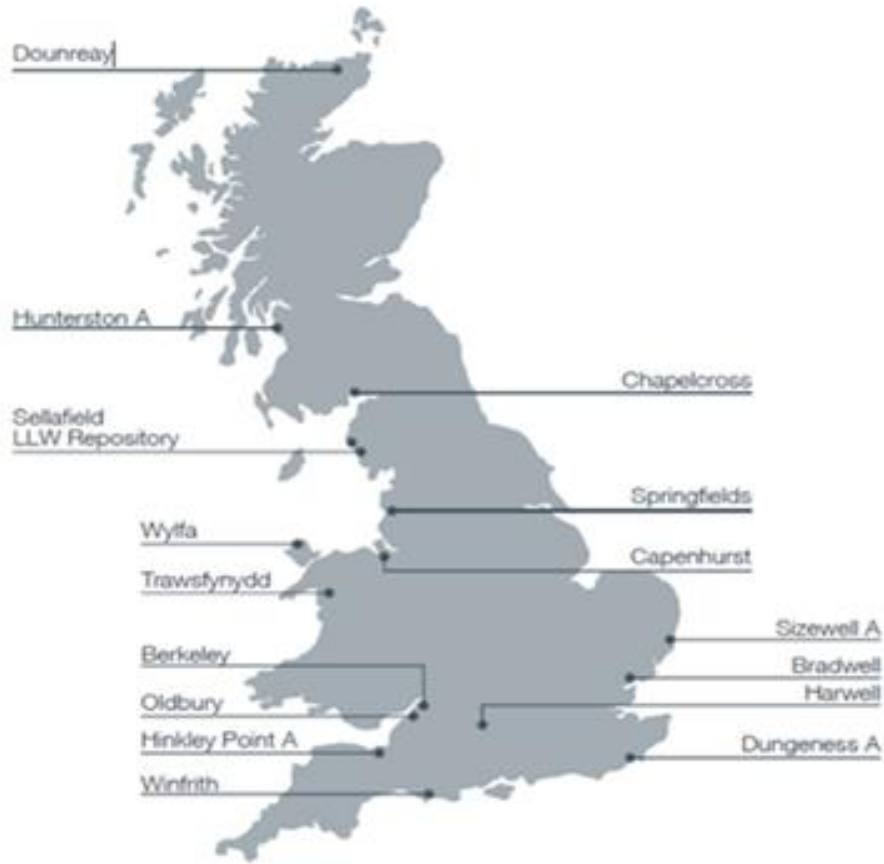 Dounreay
Hunterston A
Chapelcross
Sellafield
LLW Repository
Springfields
Wylfa
Capenhurst
Trawsfynydd
Sizewell A
Berkeley
Bradwell
Harwell
Oldbury
Hinkley Point A
Dungeness A
Winfrith